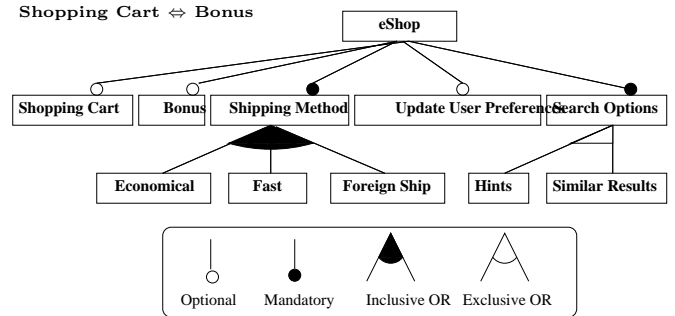 Shopping Cart ⇔ Bonus
eShop
Shopping Cart Bonus Shipping Method Update User Preferences Search Options
Economical Fast Foreign Ship Hints Similar Results
Optional Mandatory Inclusive OR Exclusive OR